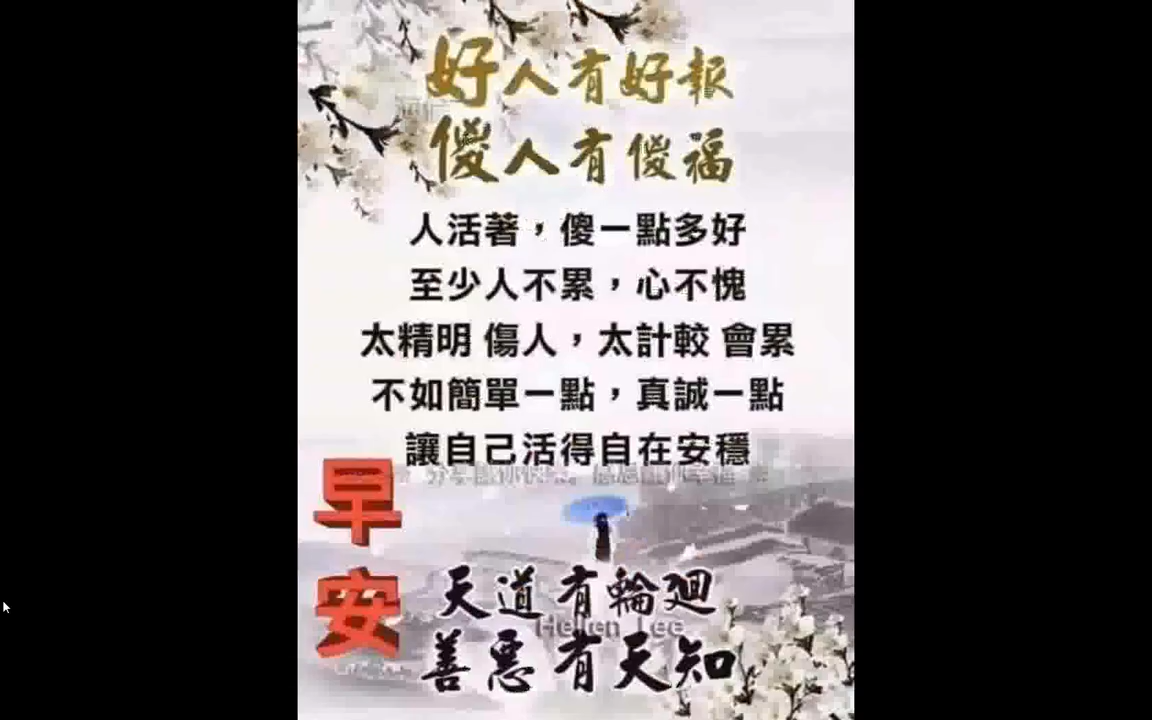 好人有好報
傻人有傻福
人活著，傻一點多好
至少人不累，心不愧
太精明 傷人，太計較 會累
不如簡單一點，真誠一點
讓自己活得自在安穩
早安
天道有輪迴
Hellen Lee
善惡有天知